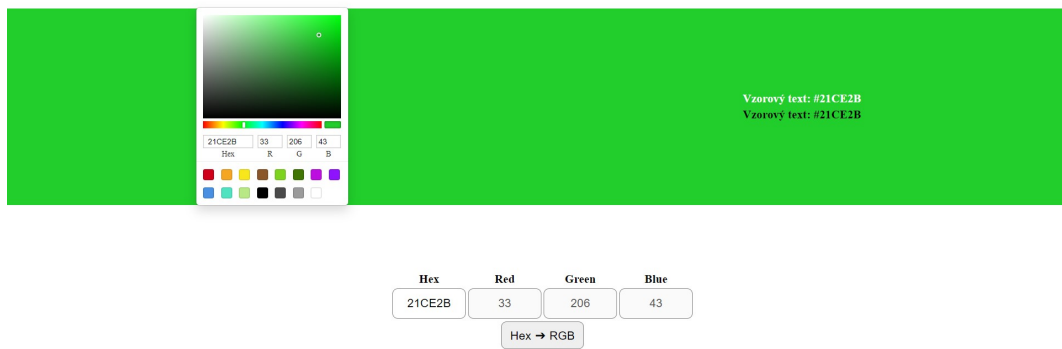 Vzorový text: #21CE2B
Vzorový text: #21CE2B
21CE2B 33 206 43
Hex R G B
Hex Red Green Blue
21CE2B 33 206 43
Hex ➔ RGB